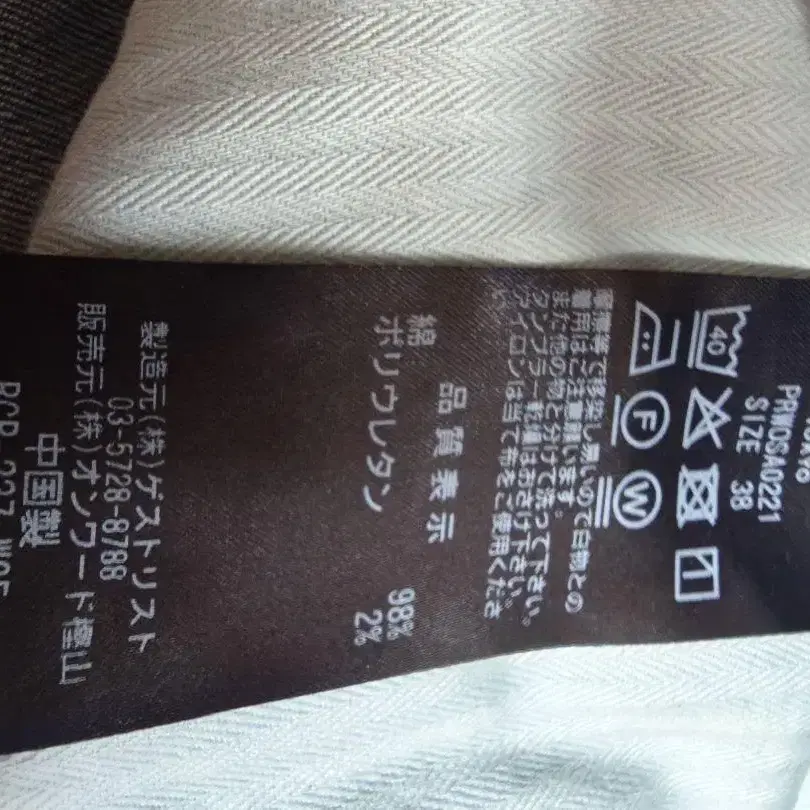 PRWOSA0221
SIZE 38
40
F
W
摩擦等で移染し易いので白物との
着用はご注意願います。
また他の物と分けて洗って下さい。
タンブラー乾燥はおさけ下さい。
アイロンは当て布をご使用くださ
い
品質表示
綿 98%
ポリウレタン 2%
製造元(株)ゲストリスト
03-5728-8788
販売元(株)オンワード樫山
中国製